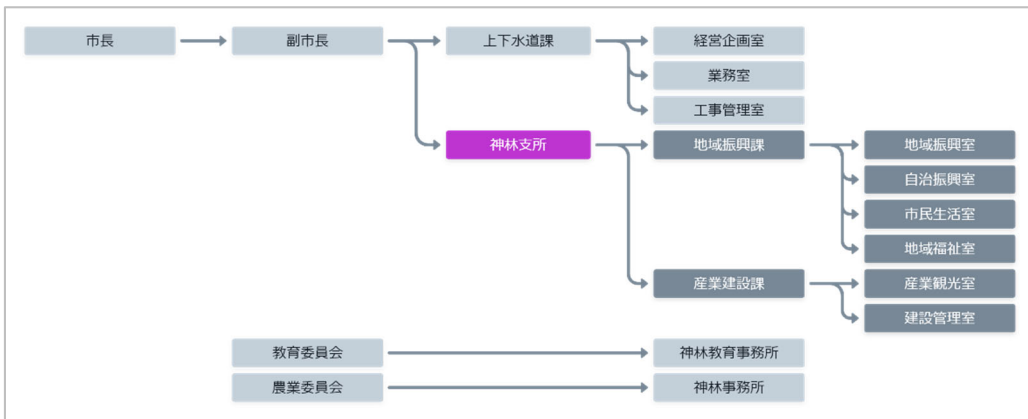 市長
副市長
上下水道課
経営企画室
業務室
工事管理室
神林支所
地域振興課
地域振興室
自治振興室
市民生活室
地域福祉室
産業建設課
産業観光室
建設管理室
教育委員会
神林教育事務所
農業委員会
神林事務所